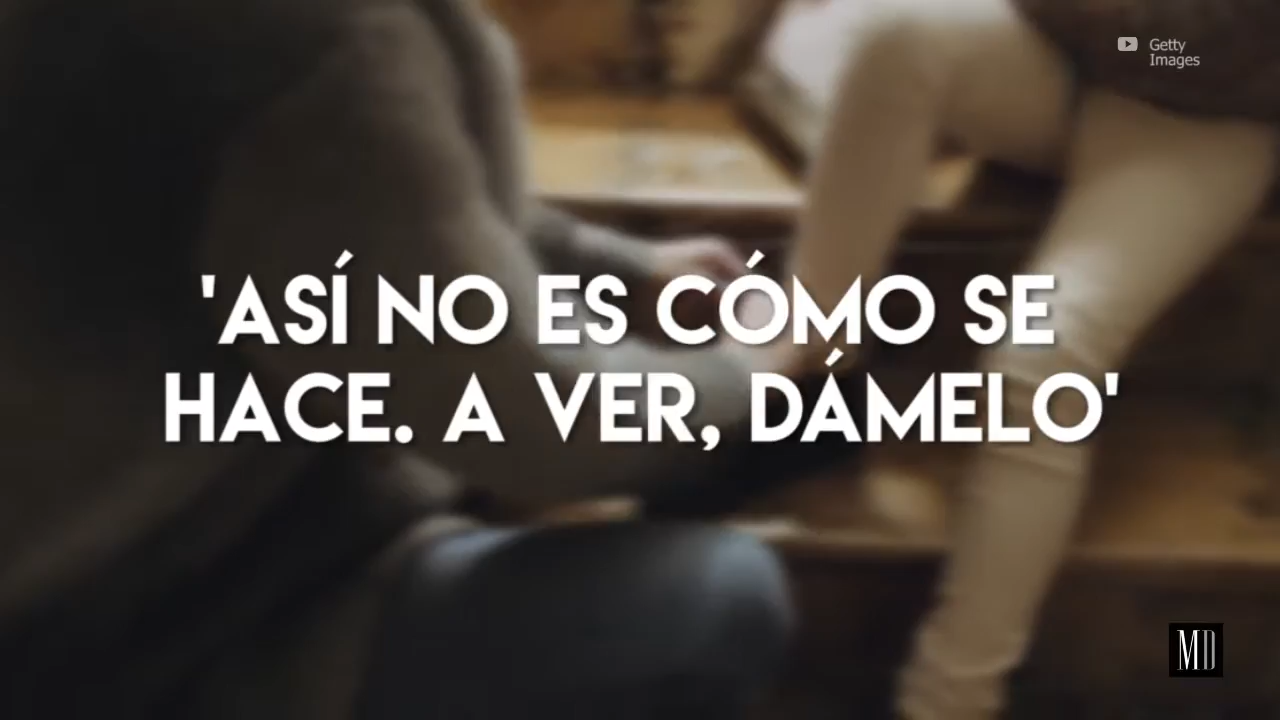 Getty
Images
'ASÍ NO ES CÓMO SE
HACE. A VER, DÁMELO'
MD